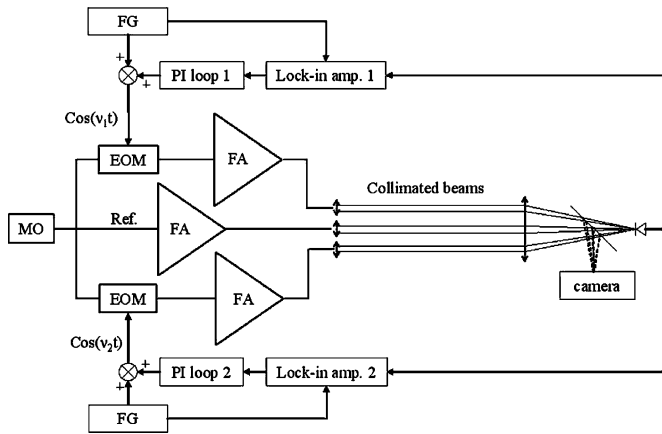 FG
+
+
PI loop 1
Lock-in amp. 1
Cos(ν₁t)
EOM
FA
Collimated beams
MO
Ref.
FA
EOM
FA
camera
Cos(ν₂t)
+
+
PI loop 2
Lock-in amp. 2
FG